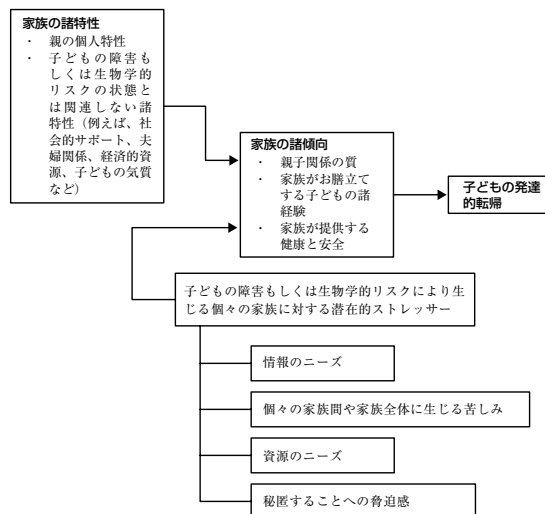 家族の諸特性
・ 親の個人特性
・ 子どもの障害も
しくは生物学的
リスクの状態と
は関連しない諸
特性（例えば、社
会的サポート、夫
婦関係、経済的資
源、子どもの気質
など）
家族の諸傾向
・ 親子関係の質
・ 家族がお膳立て
する子どもの諸
経験
・ 家族が提供する
健康と安全
子どもの発達
的転帰
子どもの障害もしくは生物学的リスクにより生
じる個々の家族に対する潜在的ストレッサー
情報のニーズ
個々の家族間や家族全体に生じる苦しみ
資源のニーズ
秘匿することへの脅迫感